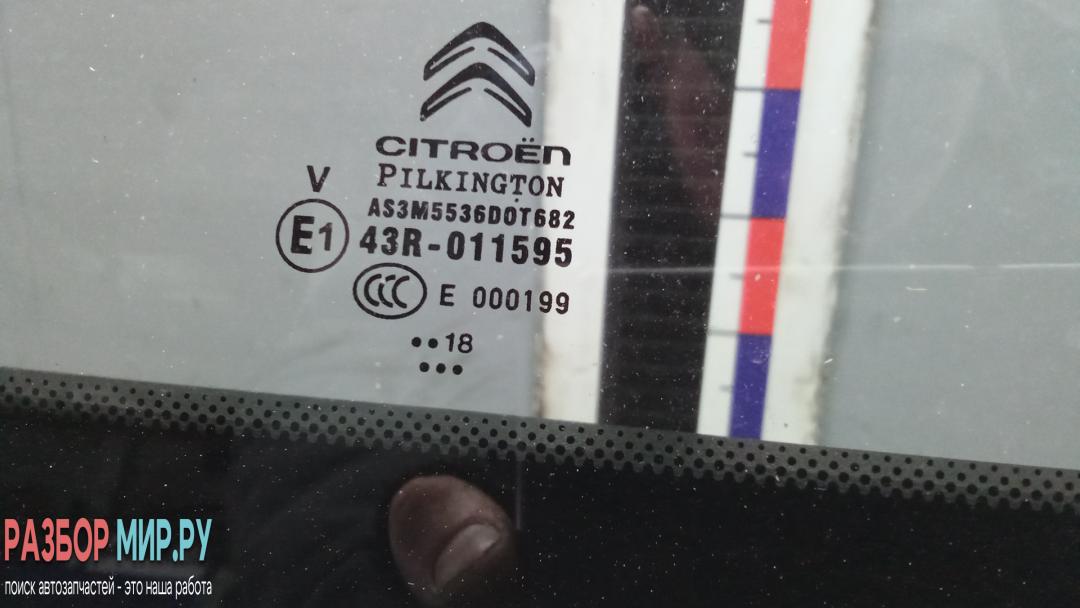 CITROËN
PILKINGTON
V
AS3M5536DOT682
E1 43R-011595
CCC E 000199
••18
•••
РАЗБОР МИР.РУ
поиск автозапчастей - это наша работа